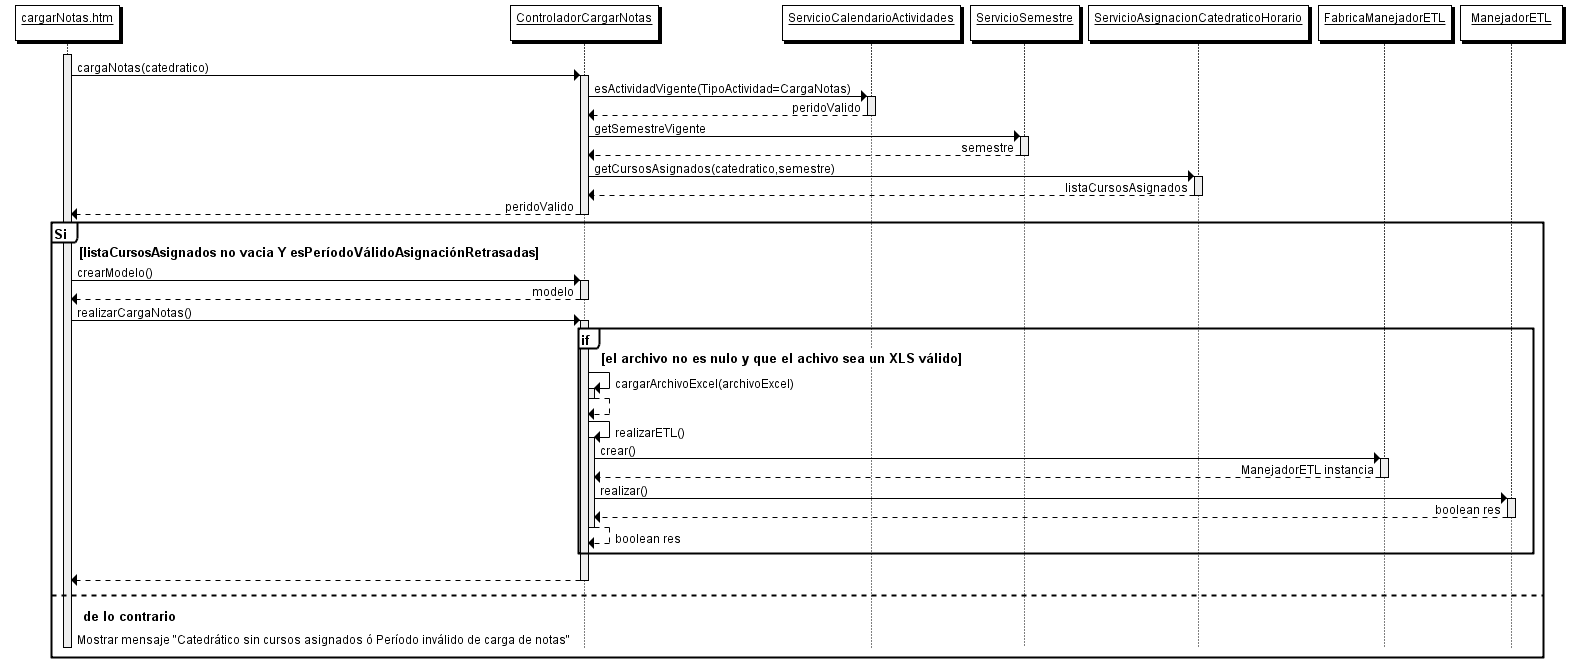 cargarNotas.htm
ControladorCargarNotas
ServicioCalendarioActividades
ServicioSemestre
ServicioAsignacionCatedraticoHorario
FabricaManejadorETL
ManejadorETL
cargaNotas(catedratico)
esActividadVigente(TipoActividad=CargaNotas)
peridoValido
getSemestreVigente
semestre
getCursosAsignados(catedratico,semestre)
listaCursosAsignados
peridoValido
Si
[listaCursosAsignados no vacia Y esPeríodoVálidoAsignaciónRetrasadas]
crearModelo()
modelo
realizarCargaNotas()
if
[el archivo no es nulo y que el achivo sea un XLS válido]
cargarArchivoExcel(archivoExcel)
realizarETL()
crear()
ManejadorETL instancia
realizar()
boolean res
boolean res
de lo contrario
Mostrar mensaje "Catedrático sin cursos asignados ó Período inválido de carga de notas"